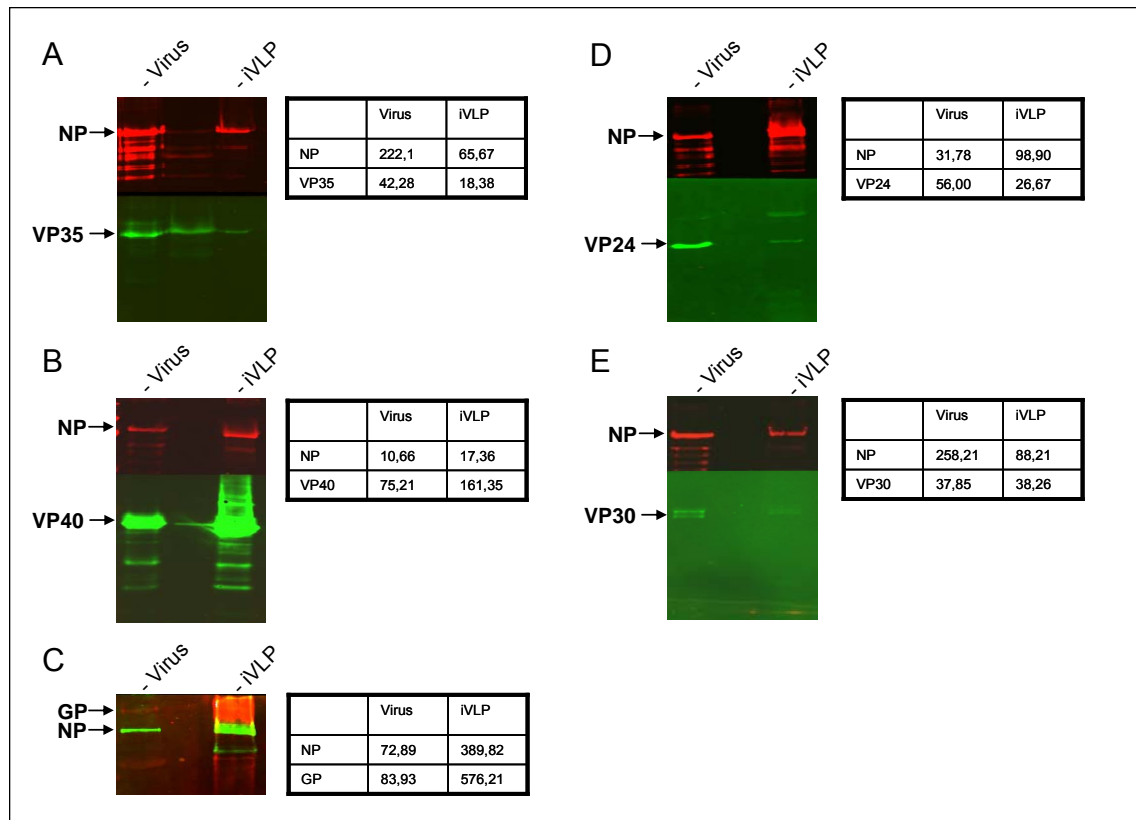 A
- Virus - iVLP
NP
VP35
Virus iVLP
NP 222,1 65,67
VP35 42,28 18,38
B
- Virus - iVLP
NP
VP40
Virus iVLP
NP 10,66 17,36
VP40 75,21 161,35
C
- Virus - iVLP
GP
NP
Virus iVLP
NP 72,89 389,82
GP 83,93 576,21
D
- Virus - iVLP
NP
VP24
Virus iVLP
NP 31,78 98,90
VP24 56,00 26,67
E
- Virus - iVLP
NP
VP30
Virus iVLP
NP 258,21 88,21
VP30 37,85 38,26